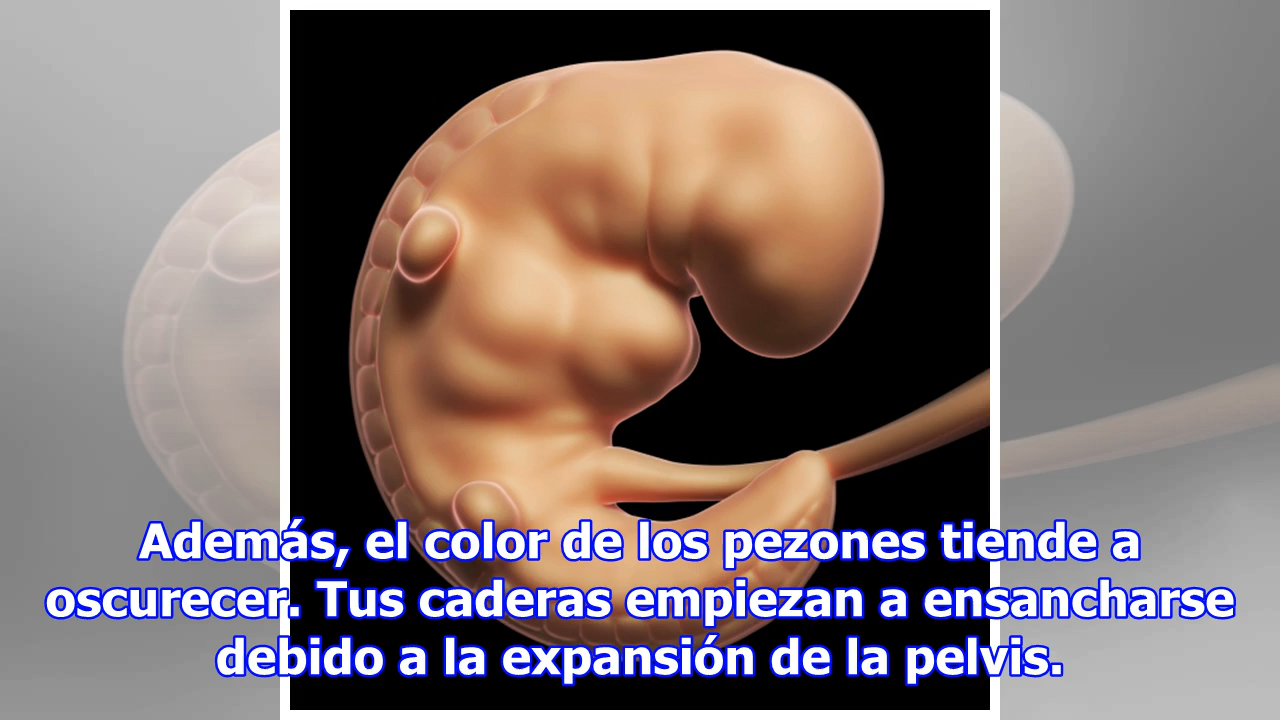 Además, el color de los pezones tiende a
oscurecer. Tus caderas empiezan a ensancharse
debido a la expansión de la pelvis.